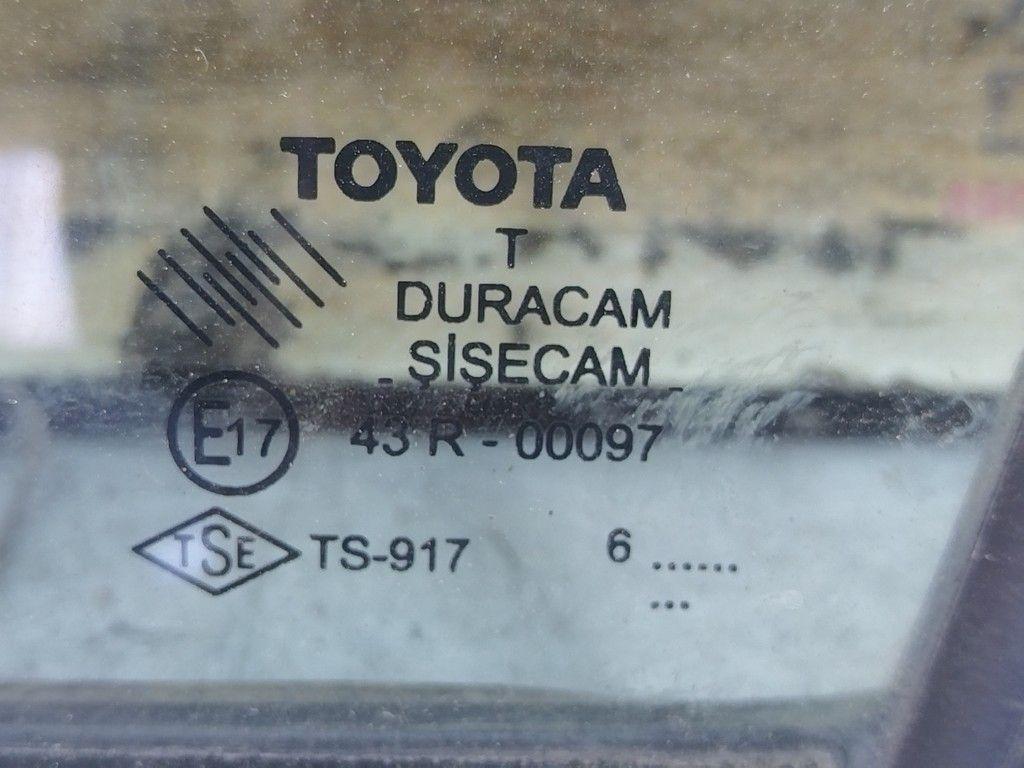 TOYOTA
T
DURACAM
ŞİŞECAM
E17 43 R - 00097
TSE TS-917 6 ......
...